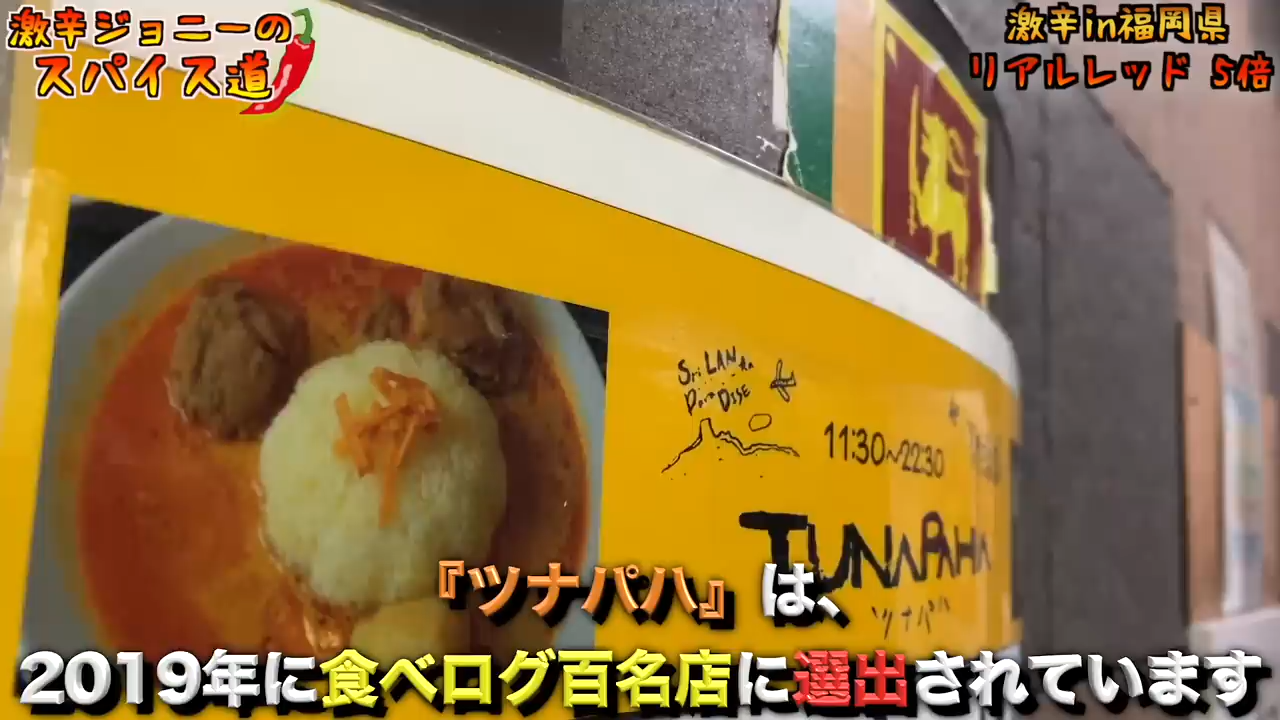 激辛ジョニーの
スパイス道
激辛in福岡県
リアルレッド 5倍
Sri LANka
ParaDISE
11:30~22:30
TUNAPAHA
ツナパハ
『ツナパハ』は、
2019年に食べログ百名店に選出されています